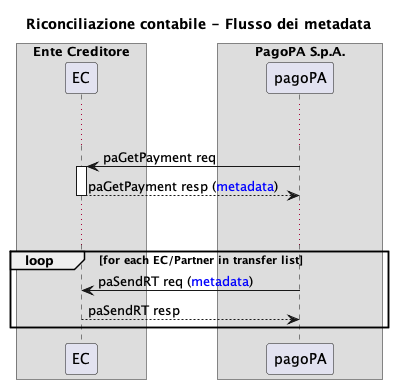 Riconciliazione contabile - Flusso dei metadata
Ente Creditore
PagoPA S.p.A.
EC
pagoPA
paGetPayment req
paGetPayment resp (metadata)
loop
[for each EC/Partner in transfer list]
paSendRT req (metadata)
paSendRT resp
EC
pagoPA